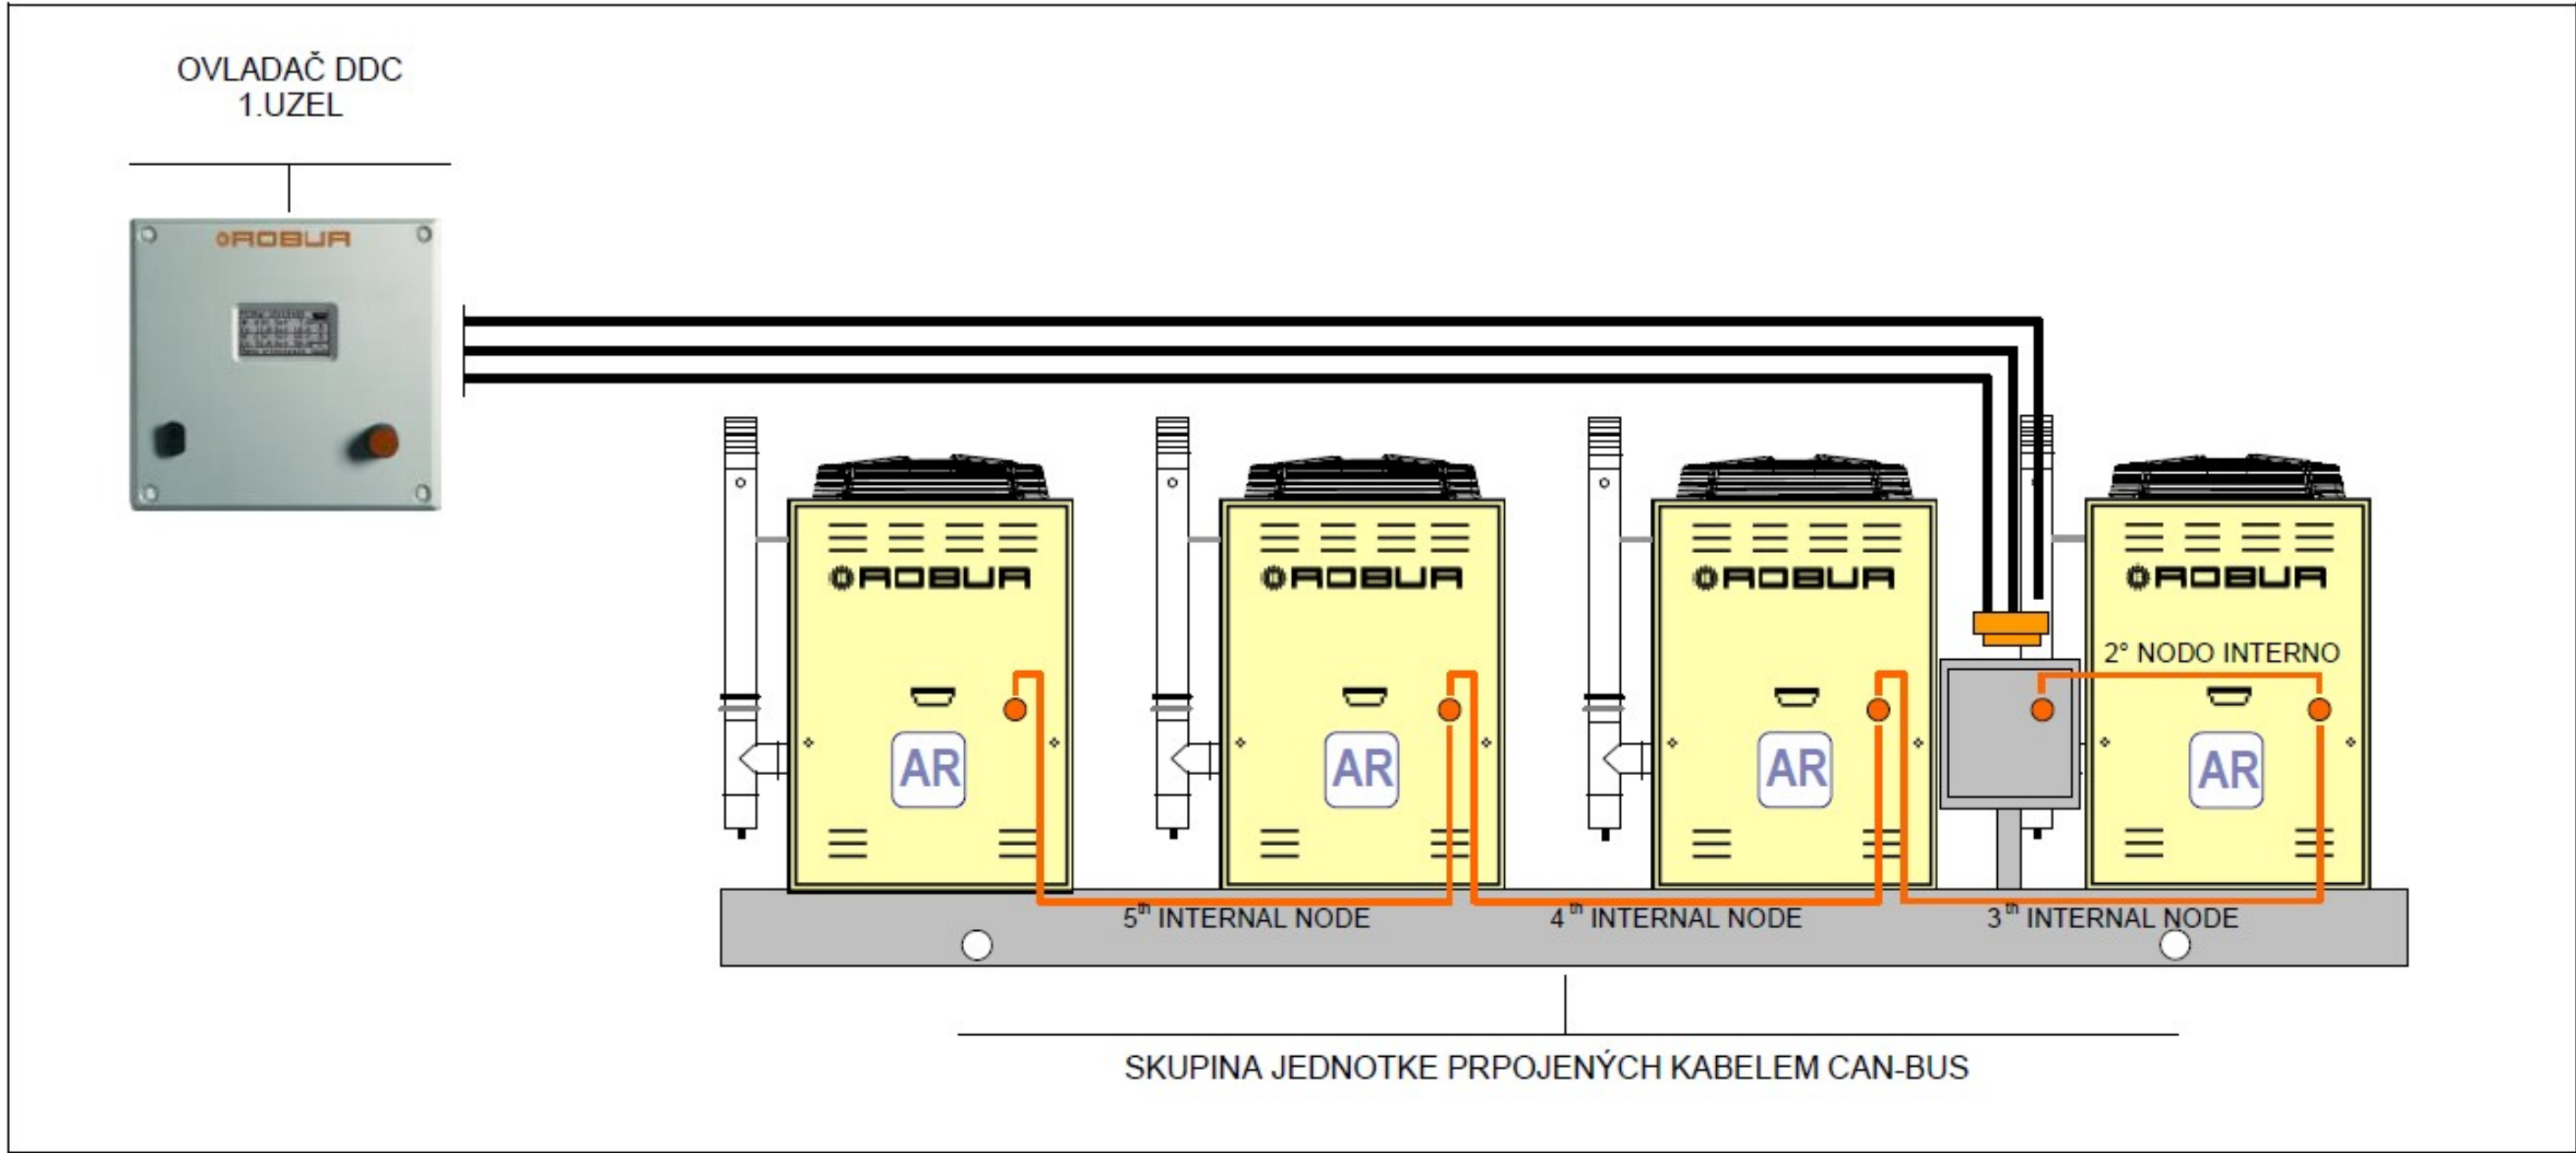 OVLADAČ DDC
1.UZEL
ROBUR
ROBUR
ROBUR
ROBUR
ROBUR
2° NODO INTERNO
AR
AR
AR
AR
5th INTERNAL NODE
4th INTERNAL NODE
3th INTERNAL NODE
SKUPINA JEDNOTKE PRPOJENÝCH KABELEM CAN-BUS